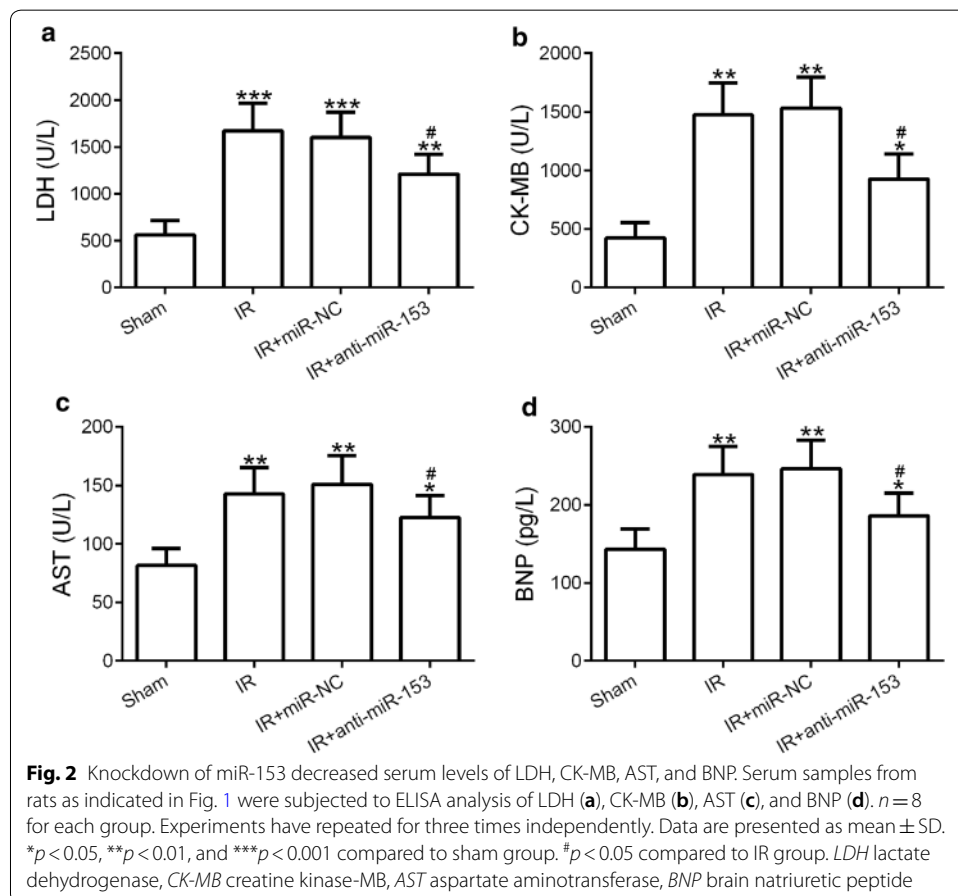 a
2500
2000
1500
1000
500
0
LDH (U/L)
***
***
#
**
Sham
IR
IR+miR-NC
IR+anti-miR-153
b
2000
1500
1000
500
0
CK-MB (U/L)
**
**
#
*
Sham
IR
IR+miR-NC
IR+anti-miR-153
c
200
150
100
50
0
AST (U/L)
**
**
#
*
Sham
IR
IR+miR-NC
IR+anti-miR-153
d
300
200
100
0
BNP (pg/L)
**
**
#
*
Sham
IR
IR+miR-NC
IR+anti-miR-153
Fig. 2 Knockdown of miR-153 decreased serum levels of LDH, CK-MB, AST, and BNP. Serum samples from
rats as indicated in Fig. 1 were subjected to ELISA analysis of LDH (a), CK-MB (b), AST (c), and BNP (d). n = 8
for each group. Experiments have repeated for three times independently. Data are presented as mean ± SD.
*p < 0.05, **p < 0.01, and ***p < 0.001 compared to sham group. #p < 0.05 compared to IR group. LDH lactate
dehydrogenase, CK-MB creatine kinase-MB, AST aspartate aminotransferase, BNP brain natriuretic peptide